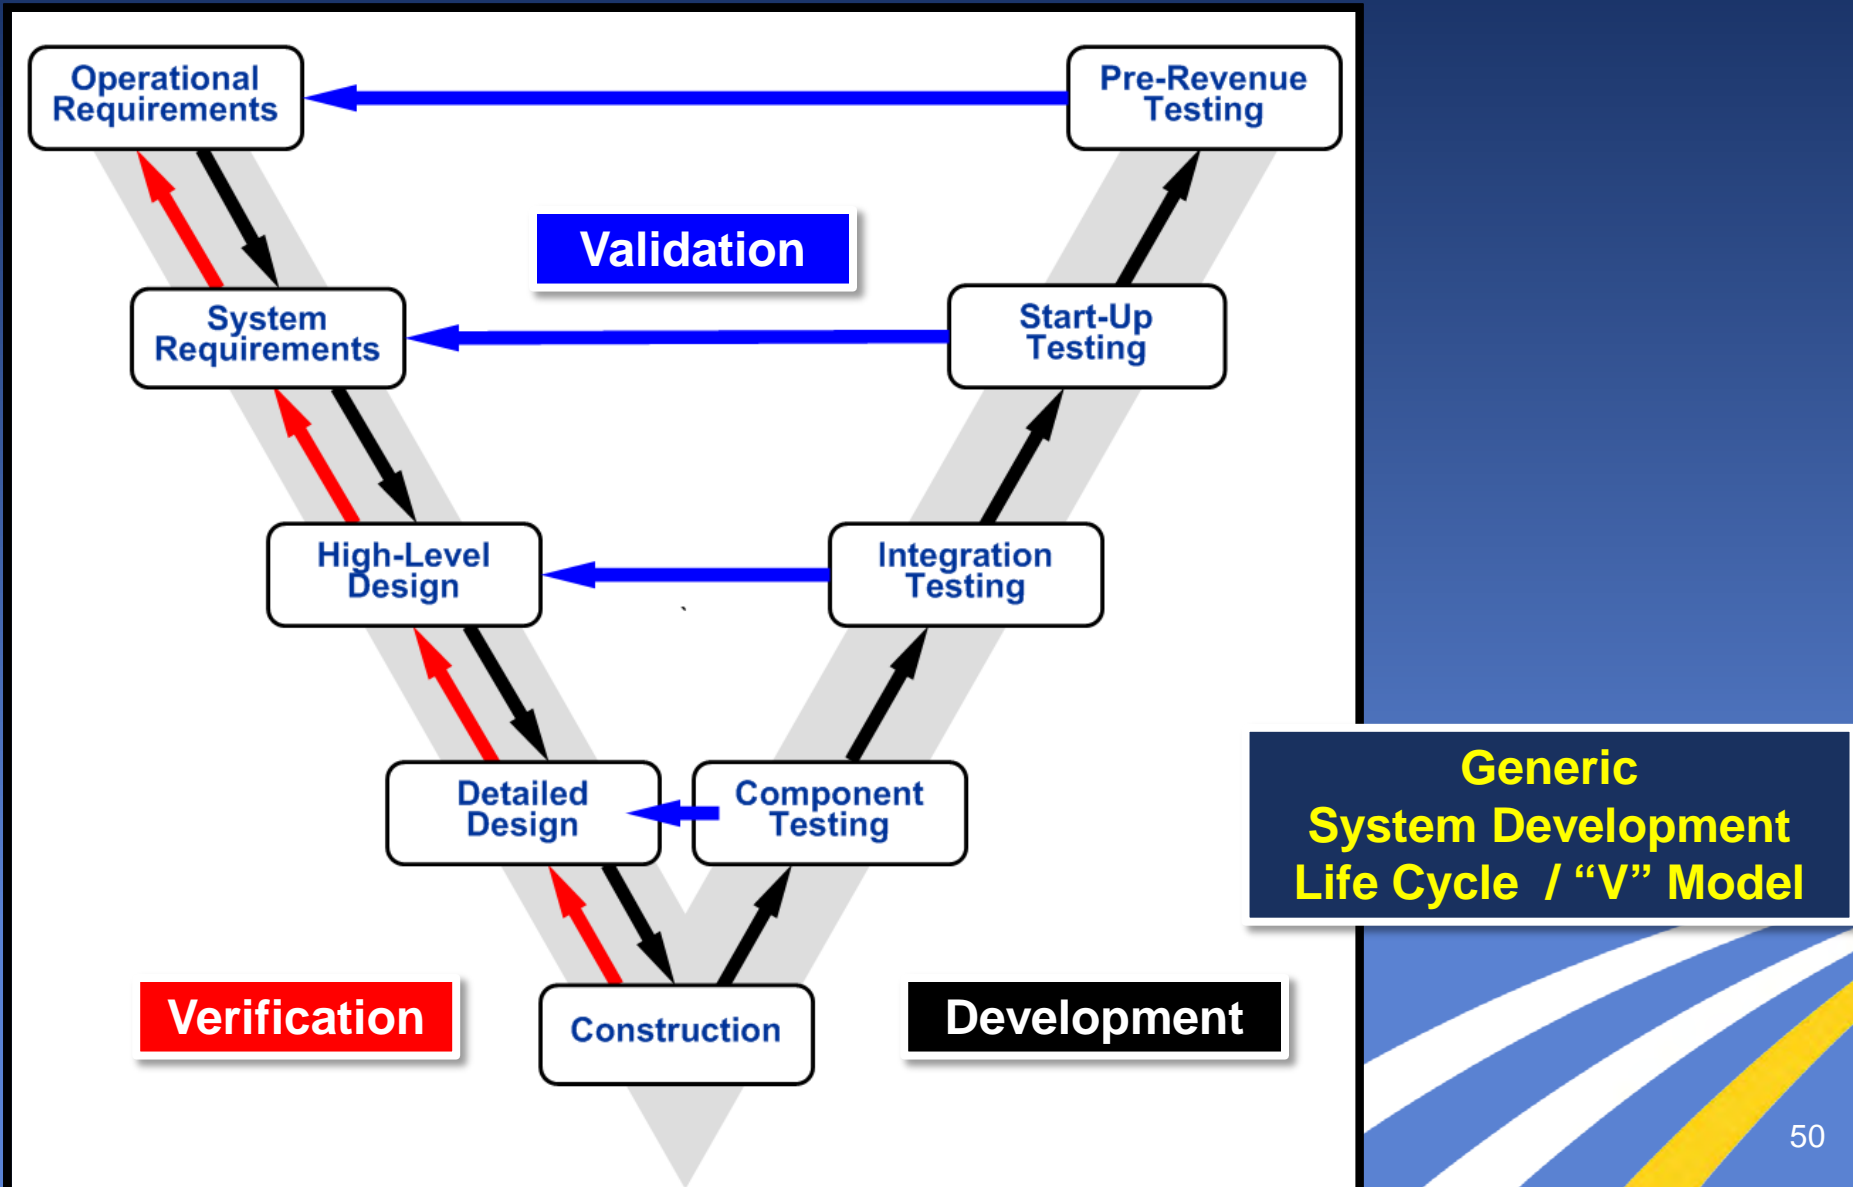 Operational
Requirements
Pre-Revenue
Testing
Validation
System
Requirements
Start-Up
Testing
High-Level
Design
Integration
Testing
`
Detailed
Design
Component
Testing
Generic
System Development
Life Cycle / “V” Model
Verification
Construction
Development
50